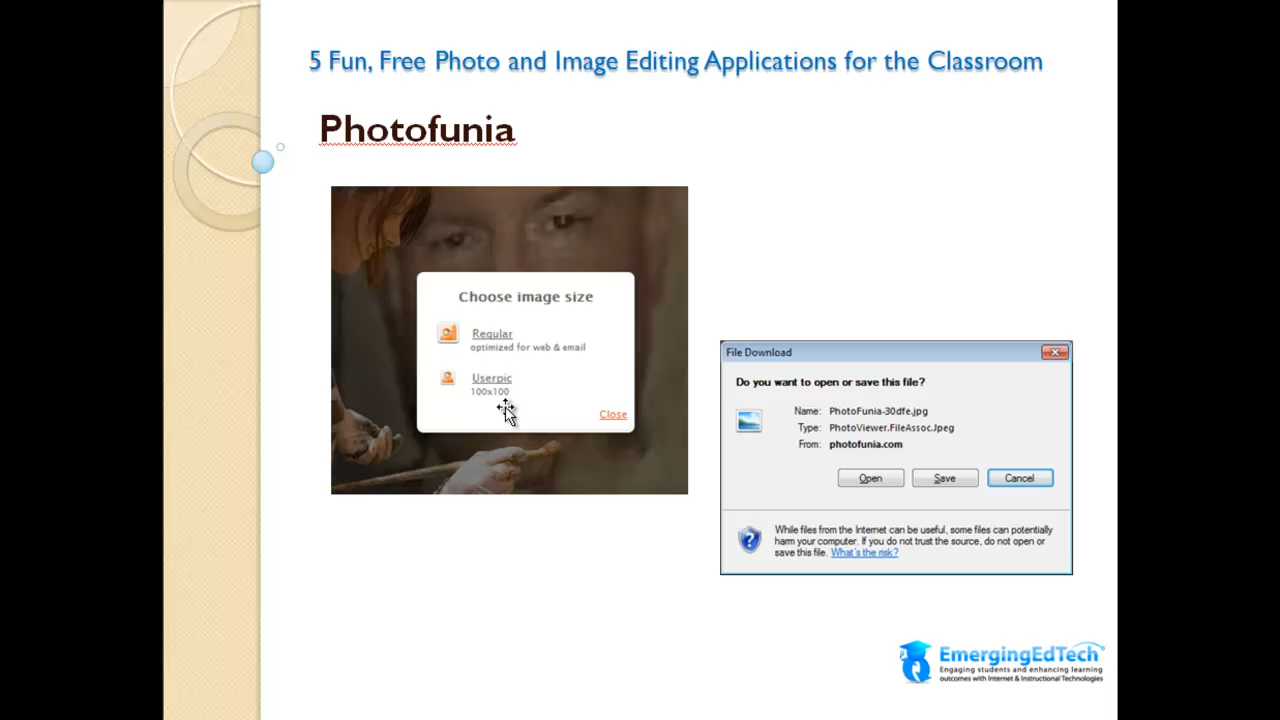 5 Fun, Free Photo and Image Editing Applications for the Classroom
Photofunia
Choose image size
Regular
optimized for web & email
Userpic
100x100
Close
File Download
Do you want to open or save this file?
Name: PhotoFunia-30dfe.jpg
Type: PhotoViewer.FileAssoc.Jpeg
From: photofunia.com
Open Save Cancel
While files from the Internet can be useful, some files can potentially
harm your computer. If you do not trust the source, do not open or
save this file. What's the risk?
EmergingEdTech
Engaging students and enhancing learning
outcomes with Internet & Instructional Technologies